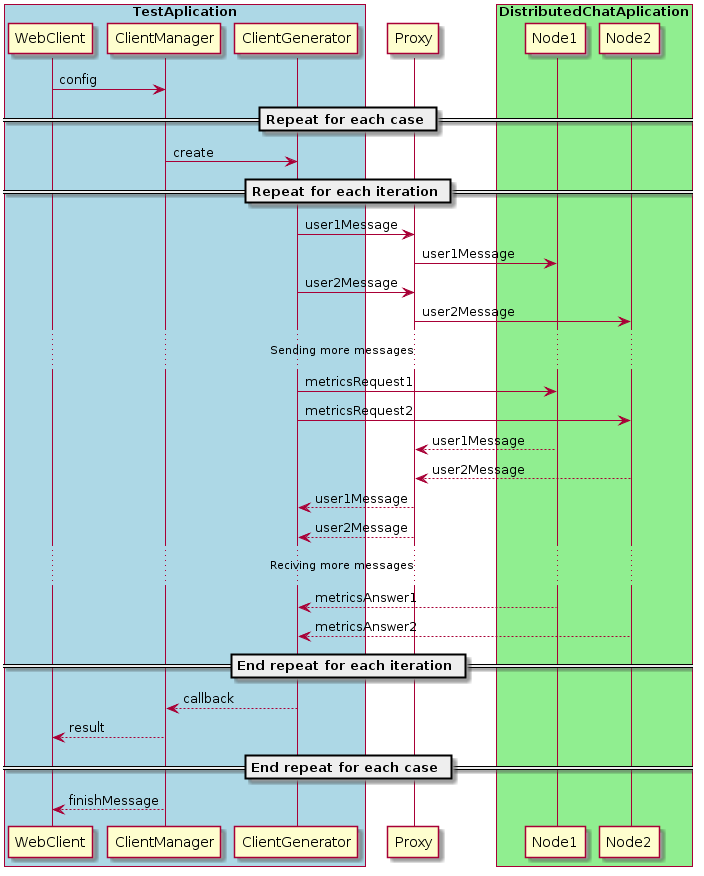 TestAplication DistributedChatAplication
WebClient ClientManager ClientGenerator Proxy Node1 Node2
config
Repeat for each case
create
Repeat for each iteration
user1Message
user1Message
user2Message
user2Message
Sending more messages
metricsRequest1
metricsRequest2
user1Message
user2Message
user1Message
user2Message
Reciving more messages
metricsAnswer1
metricsAnswer2
End repeat for each iteration
callback
result
End repeat for each case
finishMessage
WebClient ClientManager ClientGenerator Proxy Node1 Node2